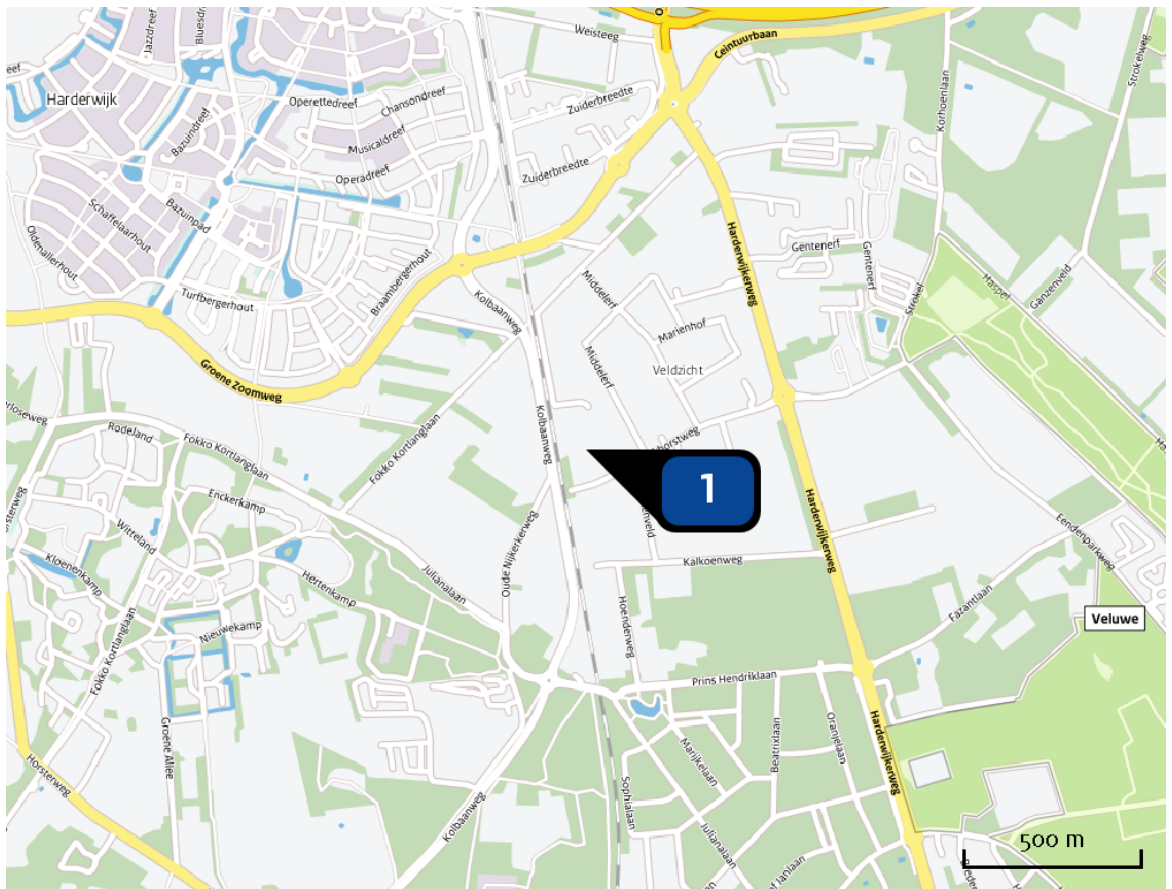 Weisteeg
Ceintuurbaan
Strokelweg
Jazzdreef
Bluesdreef
Harderwijk
Operettedreef
Chansondreef
Zuiderbreedte
Korhoenlaan
Bazuindreef
Musicaldreef
Operadreef
Zuiderbreedte
Schaffelaarhout
Bazuinpad
Oldenallerhout
Harderwijkerweg
Gentenerf
Gentenerf
Braambergerhout
Turfbergerhout
Middelerf
Haspel
Ganzenveld
Strokel
Kolbaanweg
Marienhof
Middelerf
Veldzicht
Groene Zoomweg
Rodeland
Fokko Kortlanglaan
Fokko Kortlanglaan
Kolbaanweg
1
Enckerkamp
Witteland
Harderwijkerweg
Eendenparkweg
Kloenenkamp
Oude Nijkerkerweg
Kalkoenweg
Hertenkamp
Julianalaan
Hoenderweg
Fazantlaan
Veluwe
Nieuwekamp
Fokko Kortlanglaan
Prins Hendriklaan
Groene Allee
Marijkelaan
Beatrixlaan
Oranjelaan
Harderwijkerweg
Horsterweg
Kolbaanweg
Sophialaan
Julianalaan
500 m